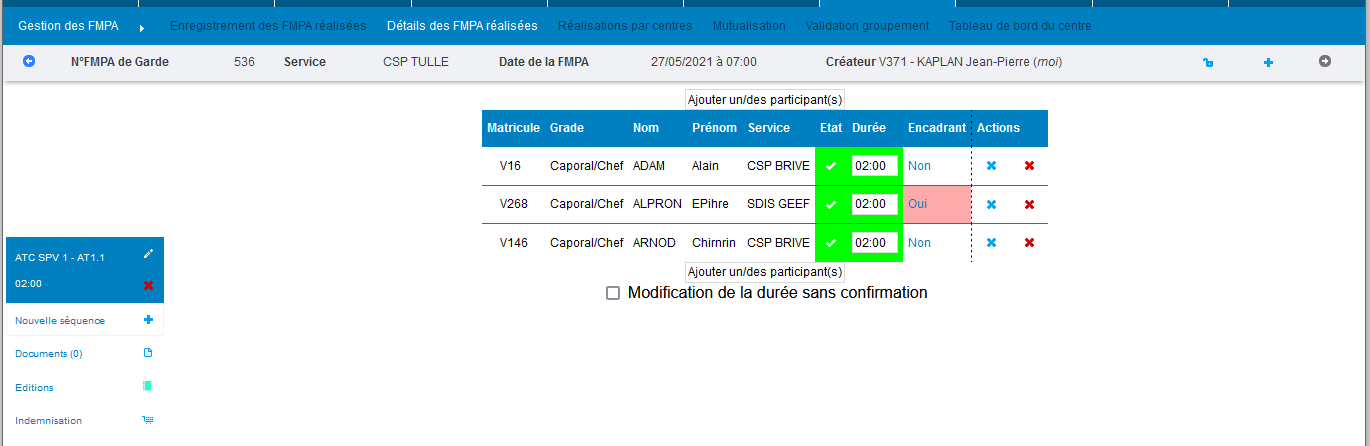 Gestion des FMPA Enregistrement des FMPA réalisées Détails des FMPA réalisées Réalisations par centres Mutualisation Validation groupement Tableau de bord du centre
N°FMPA de Garde 536 Service CSP TULLE Date de la FMPA 27/05/2021 à 07:00 Créateur V371 - KAPLAN Jean-Pierre (moi)
Ajouter un/des participant(s)
Matricule Grade Nom Prénom Service Etat Durée Encadrant Actions
V16 Caporal/Chef ADAM Alain CSP BRIVE 02:00 Non
V268 Caporal/Chef ALPRON EPihre SDIS GEEF 02:00 Oui
V146 Caporal/Chef ARNOD Chirnrin CSP BRIVE 02:00 Non
Ajouter un/des participant(s)
Modification de la durée sans confirmation
ATC SPV 1 - AT1.1
02:00
Nouvelle séquence
Documents (0)
Editions
Indemnisation